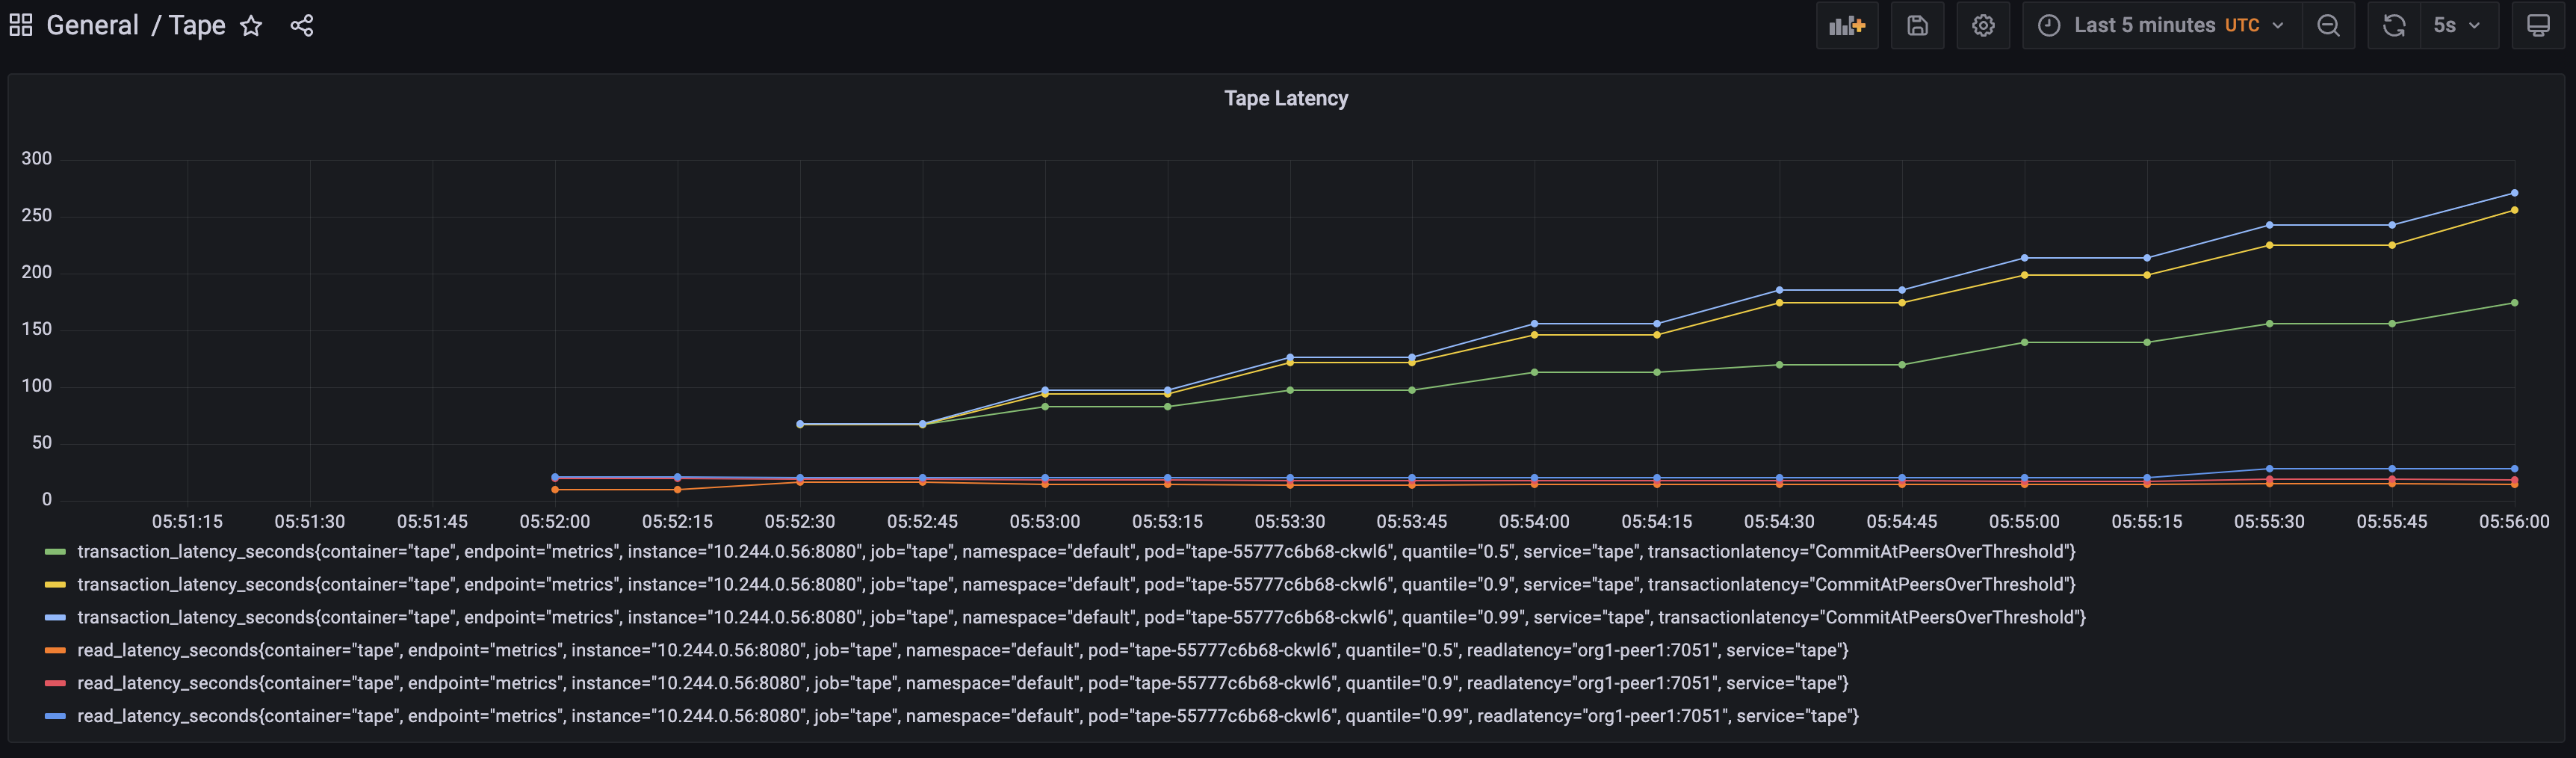 General / Tape
Last 5 minutes UTC
5s
Tape Latency
300
250
200
150
100
50
0
05:51:15 05:51:30 05:51:45 05:52:00 05:52:15 05:52:30 05:52:45 05:53:00 05:53:15 05:53:30 05:53:45 05:54:00 05:54:15 05:54:30 05:54:45 05:55:00 05:55:15 05:55:30 05:55:45 05:56:00
transaction_latency_seconds{container="tape", endpoint="metrics", instance="10.244.0.56:8080", job="tape", namespace="default", pod="tape-55777c6b68-ckwl6", quantile="0.5", service="tape", transactionlatency="CommitAtPeersOverThreshold"}
transaction_latency_seconds{container="tape", endpoint="metrics", instance="10.244.0.56:8080", job="tape", namespace="default", pod="tape-55777c6b68-ckwl6", quantile="0.9", service="tape", transactionlatency="CommitAtPeersOverThreshold"}
transaction_latency_seconds{container="tape", endpoint="metrics", instance="10.244.0.56:8080", job="tape", namespace="default", pod="tape-55777c6b68-ckwl6", quantile="0.99", service="tape", transactionlatency="CommitAtPeersOverThreshold"}
read_latency_seconds{container="tape", endpoint="metrics", instance="10.244.0.56:8080", job="tape", namespace="default", pod="tape-55777c6b68-ckwl6", quantile="0.5", readlatency="org1-peer1:7051", service="tape"}
read_latency_seconds{container="tape", endpoint="metrics", instance="10.244.0.56:8080", job="tape", namespace="default", pod="tape-55777c6b68-ckwl6", quantile="0.9", readlatency="org1-peer1:7051", service="tape"}
read_latency_seconds{container="tape", endpoint="metrics", instance="10.244.0.56:8080", job="tape", namespace="default", pod="tape-55777c6b68-ckwl6", quantile="0.99", readlatency="org1-peer1:7051", service="tape"}